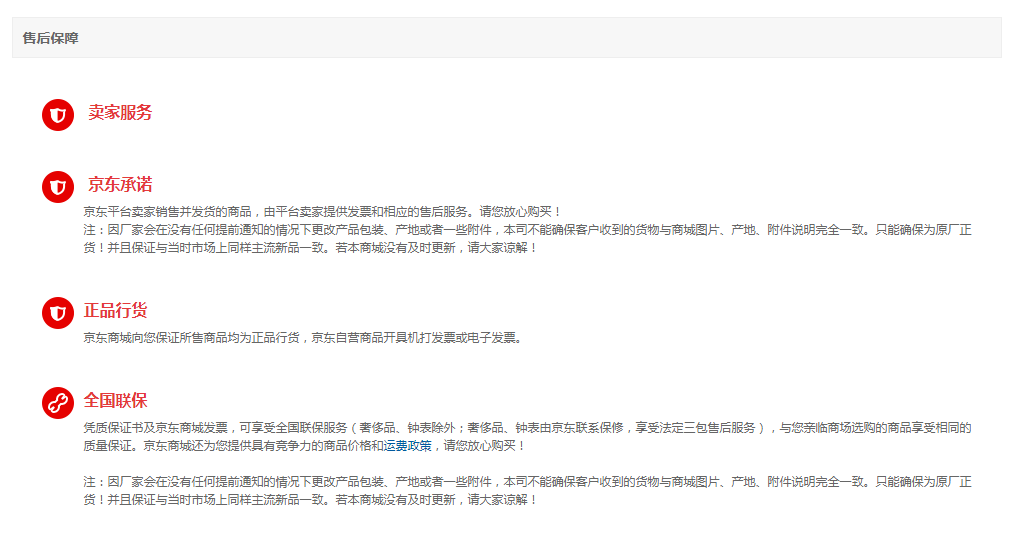 售后保障
卖家服务
京东承诺
京东平台卖家销售并发货的商品，由平台卖家提供发票和相应的售后服务。请您放心购买！
注：因厂家会在没有任何提前通知的情况下更改产品包装、产地或者一些附件，本司不能确保客户收到的货物与商城图片、产地、附件说明完全一致。只能确保为原厂正
货！并且保证与当时市场上同样主流新品一致。若本商城没有及时更新，请大家谅解！
正品行货
京东商城向您保证所售商品均为正品行货，京东自营商品开具机打发票或电子发票。
全国联保
凭质保证书及京东商城发票，可享受全国联保服务（奢侈品、钟表除外；奢侈品、钟表由京东联系保修，享受法定三包售后服务），与您亲临商场选购的商品享受相同的
质量保证。京东商城还为您提供具有竞争力的商品价格和运费政策，请您放心购买！
注：因厂家会在没有任何提前通知的情况下更改产品包装、产地或者一些附件，本司不能确保客户收到的货物与商城图片、产地、附件说明完全一致。只能确保为原厂正
货！并且保证与当时市场上同样主流新品一致。若本商城没有及时更新，请大家谅解！